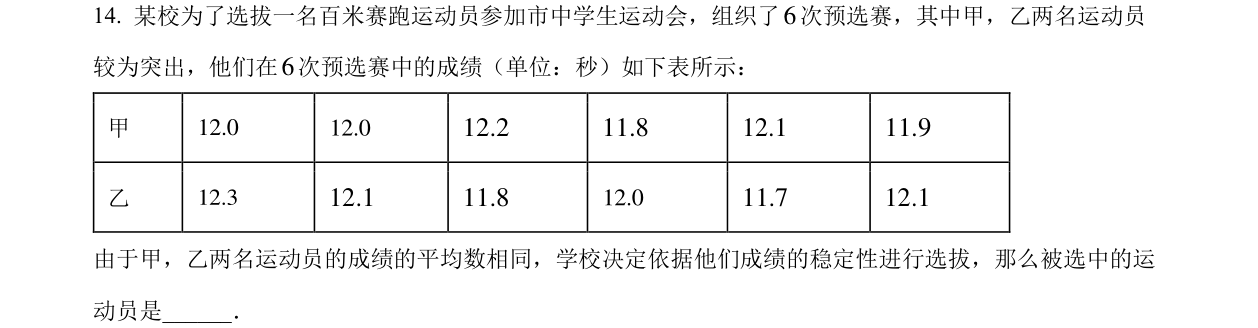 14. 某校为了选拔一名百米赛跑运动员参加市中学生运动会，组织了6次预选赛，其中甲，乙两名运动员
较为突出，他们在6次预选赛中的成绩（单位：秒）如下表所示：
甲 12.0 12.0 12.2 11.8 12.1 11.9
乙 12.3 12.1 11.8 12.0 11.7 12.1
由于甲，乙两名运动员的成绩的平均数相同，学校决定依据他们成绩的稳定性进行选拔，那么被选中的运
动员是______．